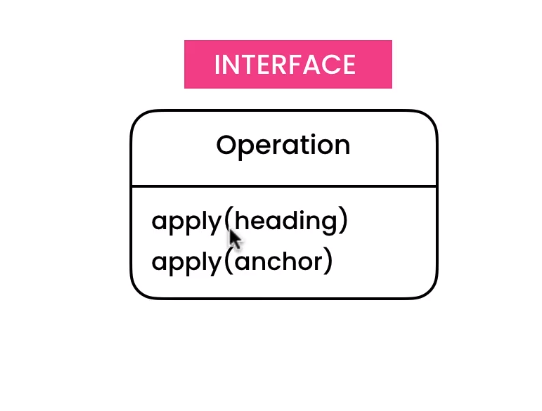 INTERFACE
Operation
apply(heading)
apply(anchor)